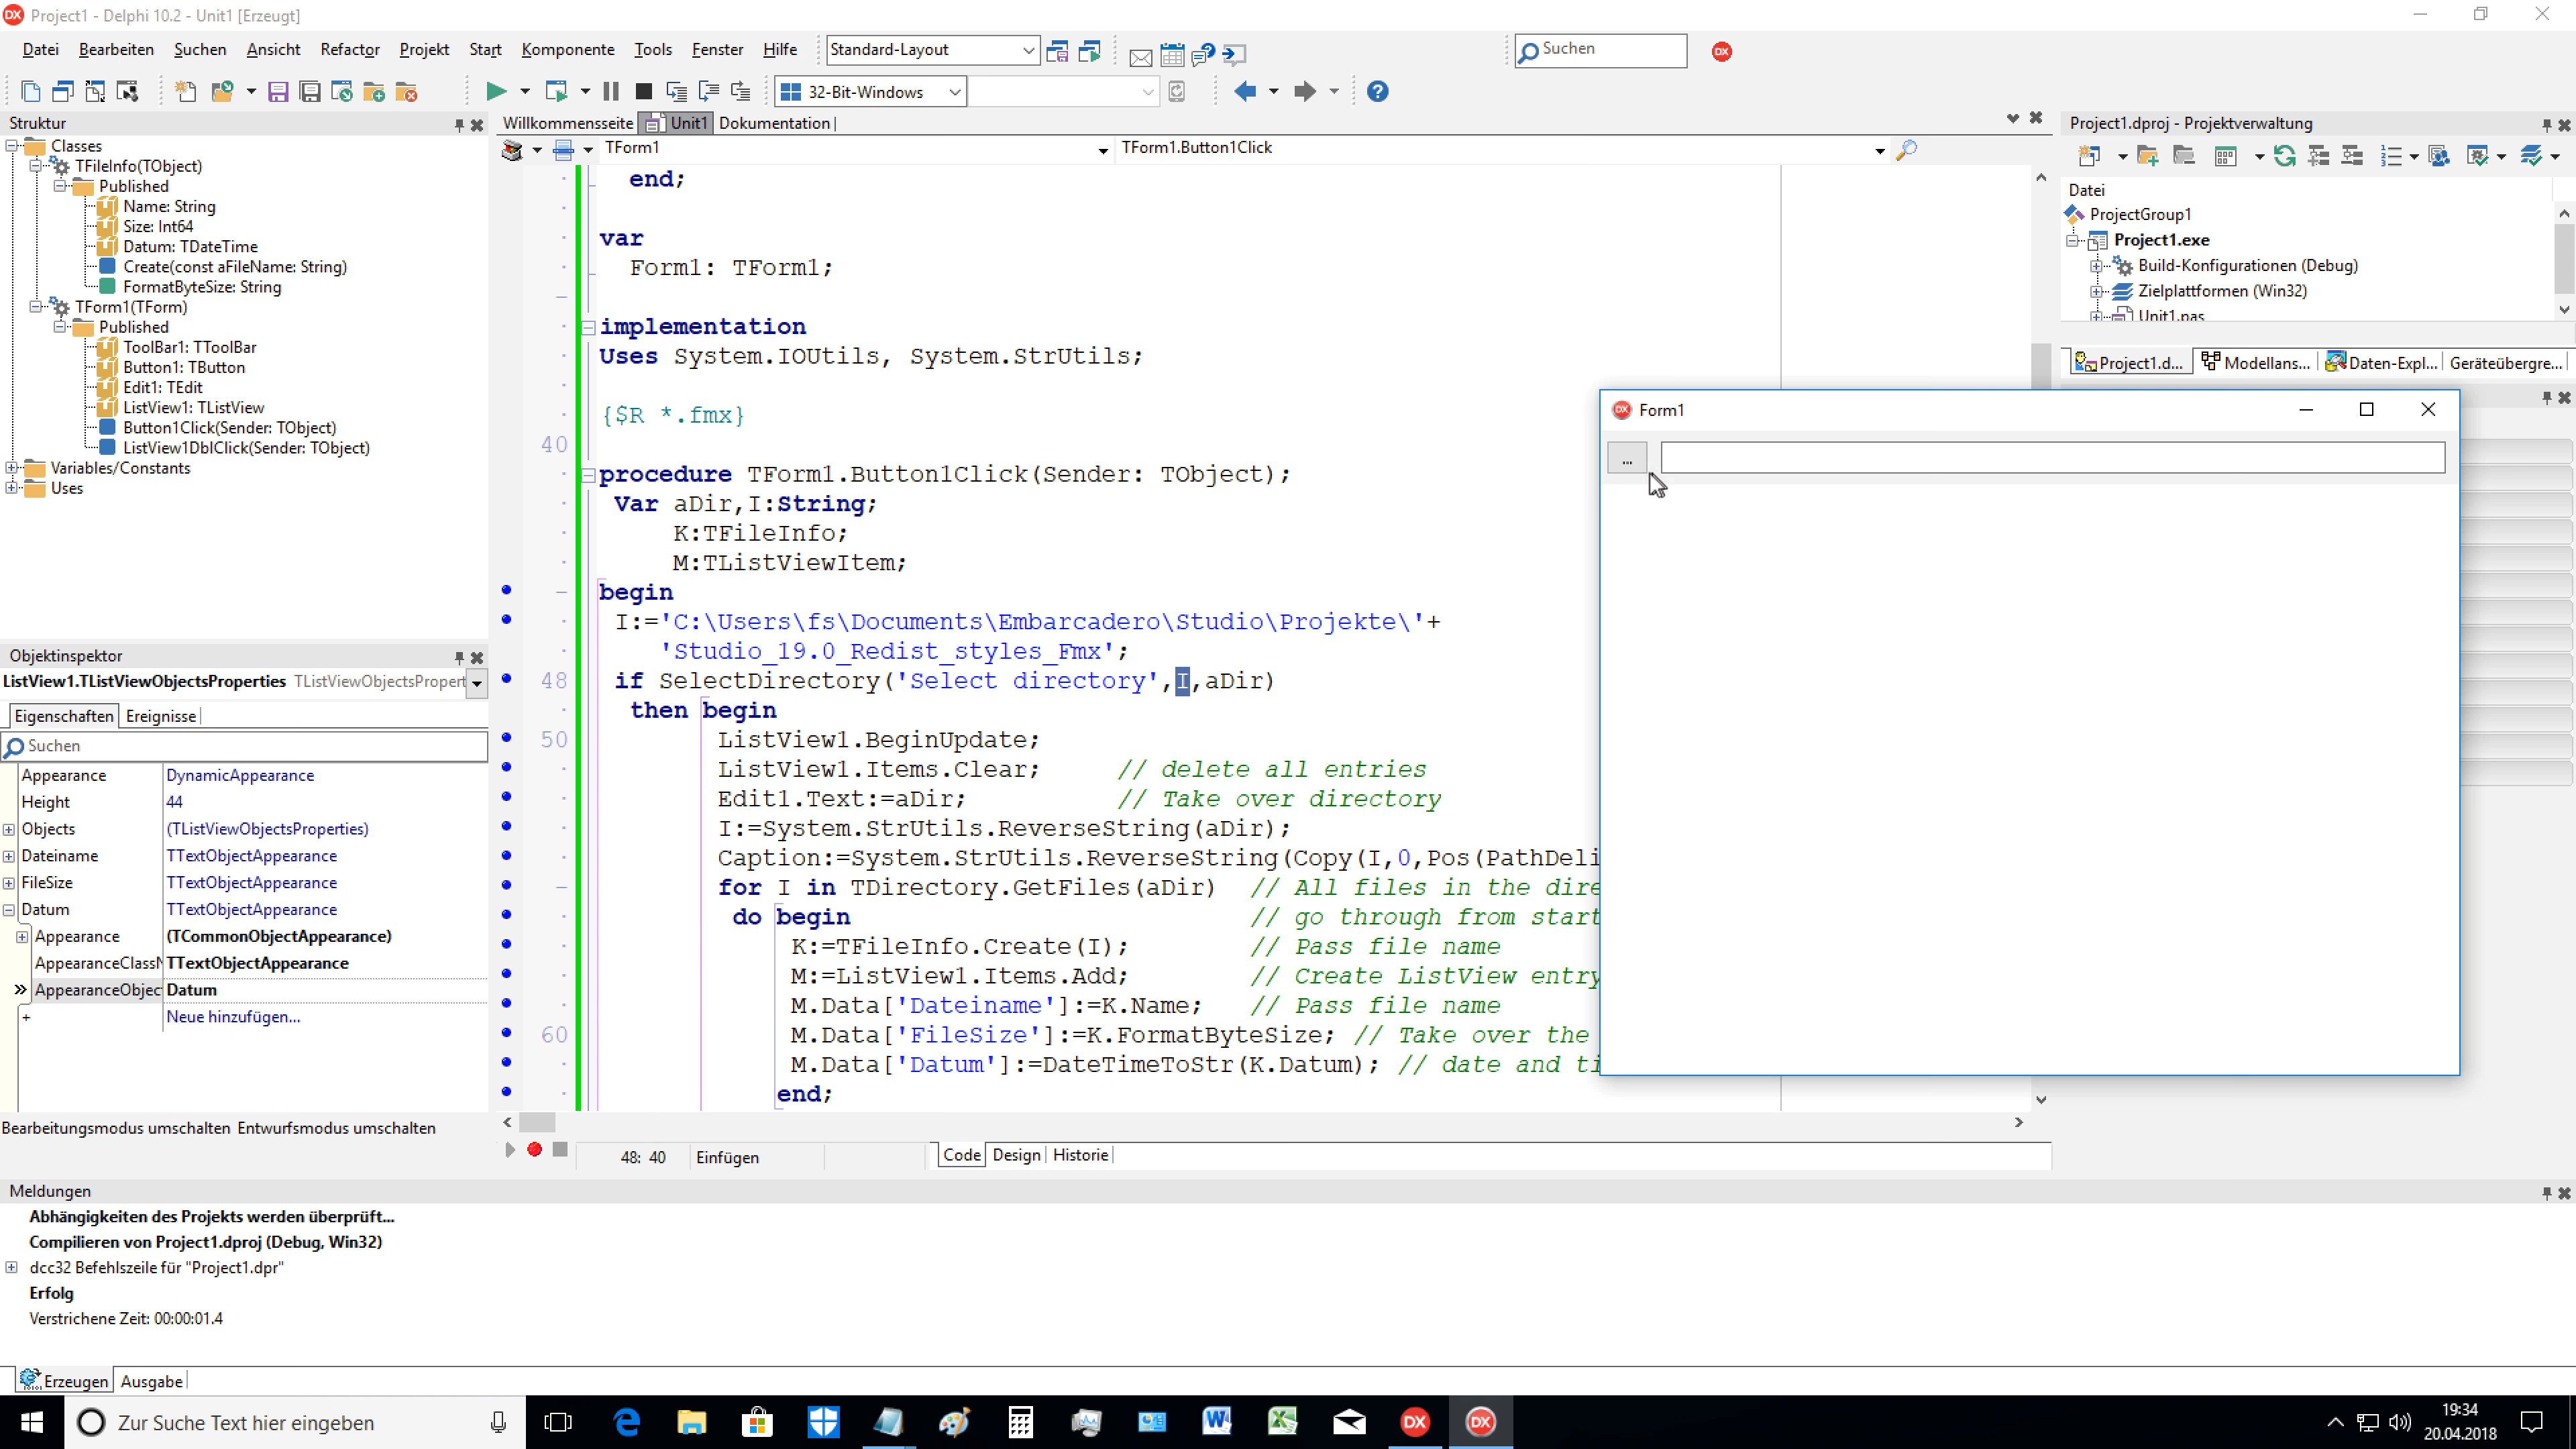 Project1 - Delphi 10.2 - Unit1 [Erzeugt]
Datei Bearbeiten Suchen Ansicht Refactor Projekt Start Komponente Tools Fenster Hilfe Standard-Layout Suchen DX
32-Bit-Windows
Struktur
Classes
TFileInfo(TObject)
Published
Name: String
Size: Int64
Datum: TDateTime
Create(const aFileName: String)
FormatByteSize: String
TForm1(TForm)
Published
ToolBar1: TToolBar
Button1: TButton
Edit1: TEdit
ListView1: TListView
Button1Click(Sender: TObject)
ListView1DblClick(Sender: TObject)
Variables/Constants
Uses
Objektinspektor
ListView1.TListViewObjectsProperties TListViewObjectsPropert
Eigenschaften Ereignisse
Suchen
Appearance DynamicAppearance
Height 44
Objects (TListViewObjectsProperties)
Dateiname TTextObjectAppearance
FileSize TTextObjectAppearance
Datum TTextObjectAppearance
Appearance (TCommonObjectAppearance)
AppearanceClassN TTextObjectAppearance
AppearanceObjec Datum
+ Neue hinzufügen...
Bearbeitungsmodus umschalten Entwurfsmodus umschalten
Willkommensseite Unit1 Dokumentation
TForm1 TForm1.Button1Click
end;
var
Form1: TForm1;
implementation
Uses System.IOUtils, System.StrUtils;
{$R *.fmx}
40
procedure TForm1.Button1Click(Sender: TObject);
Var aDir,I:String;
K:TFileInfo;
M:TListViewItem;
begin
I:='C:\Users\fs\Documents\Embarcadero\Studio\Projekte\'+
'Studio_19.0_Redist_styles_Fmx';
48 if SelectDirectory('Select directory',I,aDir)
then begin
50 ListView1.BeginUpdate;
ListView1.Items.Clear; // delete all entries
Edit1.Text:=aDir; // Take over directory
I:=System.StrUtils.ReverseString(aDir);
Caption:=System.StrUtils.ReverseString(Copy(I,0,Pos(PathDeli
for I in TDirectory.GetFiles(aDir) // All files in the dire
do begin // go through from start
K:=TFileInfo.Create(I); // Pass file name
M:=ListView1.Items.Add; // Create ListView entry
M.Data['Dateiname']:=K.Name; // Pass file name
60 M.Data['FileSize']:=K.FormatByteSize; // Take over the
M.Data['Datum']:=DateTimeToStr(K.Datum); // date and ti
end;
48: 40 Einfügen Code Design Historie
Project1.dproj - Projektverwaltung
Datei
ProjectGroup1
Project1.exe
Build-Konfigurationen (Debug)
Zielplattformen (Win32)
Unit1.pas
Project1.d... Modellans... Daten-Expl... Geräteübergre...
Form1
...
Meldungen
Abhängigkeiten des Projekts werden überprüft...
Compilieren von Project1.dproj (Debug, Win32)
dcc32 Befehlszeile für "Project1.dpr"
Erfolg
Verstrichene Zeit: 00:00:01.4
Erzeugen Ausgabe
Zur Suche Text hier eingeben
DX
DX
19:34
20.04.2018